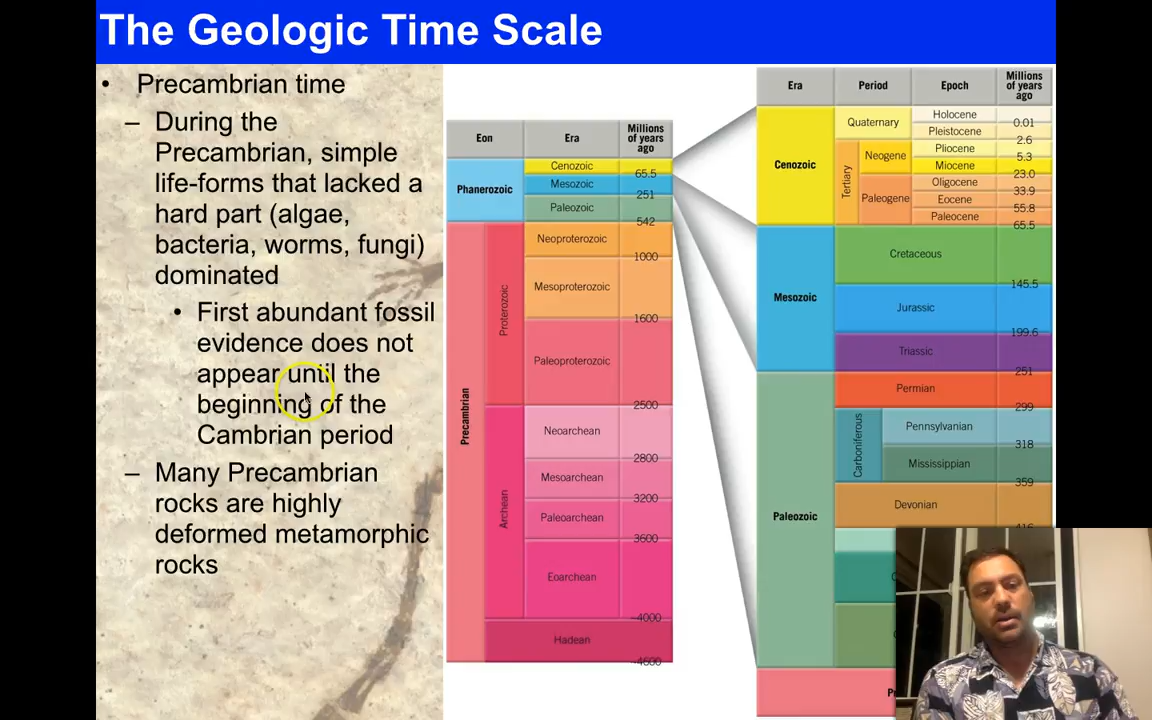 The Geologic Time Scale
• Precambrian time
– During the
Precambrian, simple
life-forms that lacked a
hard part (algae,
bacteria, worms, fungi)
dominated
• First abundant fossil
evidence does not
appear until the
beginning of the
Cambrian period
– Many Precambrian
rocks are highly
deformed metamorphic
rocks
Eon
Era
Millions
of years
ago
Phanerozoic
Cenozoic
65.5
Mesozoic
251
Paleozoic
542
Precambrian
Proterozoic
Neoproterozoic
1000
Mesoproterozoic
1600
Paleoproterozoic
2500
Archean
Neoarchean
2800
Mesoarchean
3200
Paleoarchean
3600
Eoarchean
~4000
Hadean
~4600
Era
Period
Epoch
Millions
of years
ago
Cenozoic
Quaternary
Holocene
0.01
Pleistocene
2.6
Tertiary
Neogene
Pliocene
5.3
Miocene
23.0
Paleogene
Oligocene
33.9
Eocene
55.8
Paleocene
65.5
Mesozoic
Cretaceous
145.5
Jurassic
199.6
Triassic
251
Paleozoic
Permian
299
Carboniferous
Pennsylvanian
318
Mississippian
359
Devonian
416